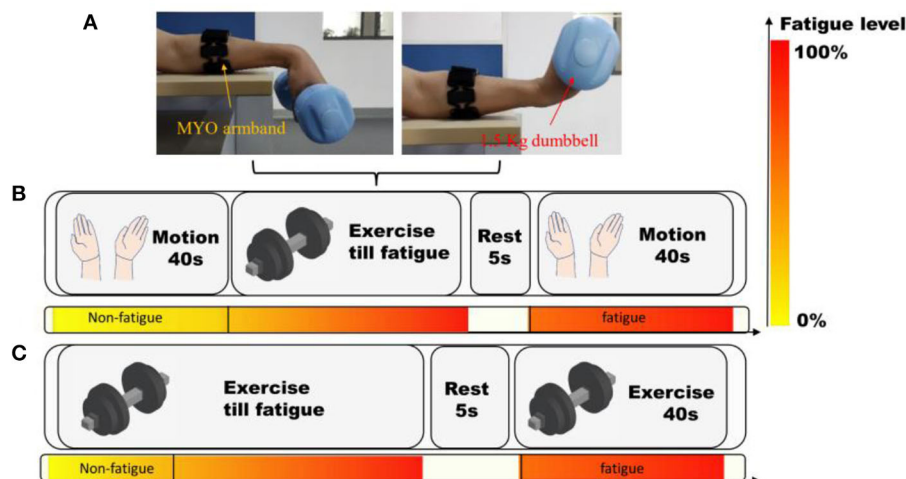 A
MYO armband
1.5 Kg dumbbell
Fatigue level
100%
0%
B
Motion
40s
Exercise
till fatigue
Rest
5s
Motion
40s
Non-fatigue
fatigue
C
Exercise
till fatigue
Rest
5s
Exercise
40s
Non-fatigue
fatigue